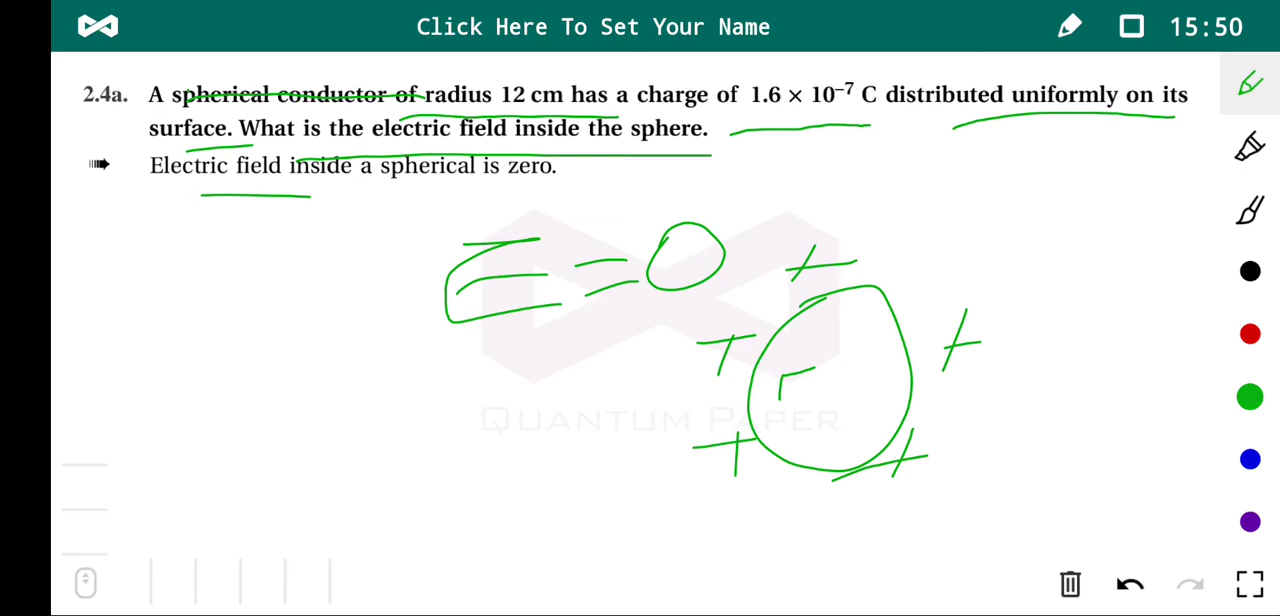 Click Here To Set Your Name
15:50
2.4a. A spherical conductor of radius 12 cm has a charge of 1.6 × 10⁻⁷ C distributed uniformly on its
surface. What is the electric field inside the sphere.
Electric field inside a spherical is zero.
E = 0
+
+ +
+ +
QUANTUM PAPER